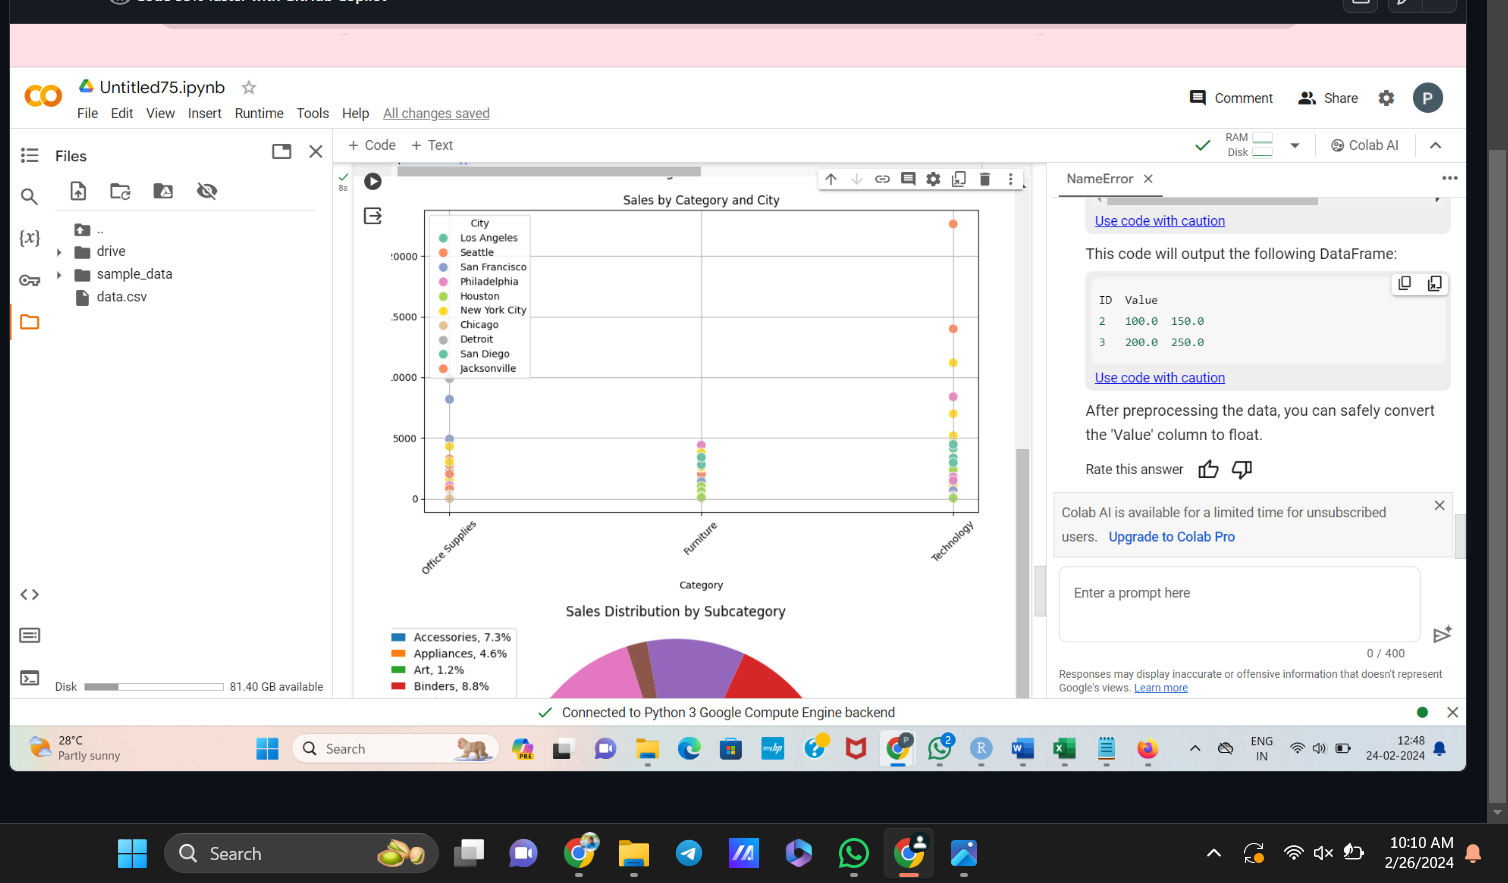 Untitled75.ipynb
File Edit View Insert Runtime Tools Help All changes saved
Comment Share P
Files
+ Code + Text
RAM
Disk
Colab AI
{x}
..
drive
sample_data
data.csv
Disk 81.40 GB available
8s
Sales by Category and City
City
Los Angeles
Seattle
San Francisco
Philadelphia
Houston
New York City
Chicago
Detroit
San Diego
Jacksonville
5000
0
Office Supplies
Furniture
Technology
Category
Sales Distribution by Subcategory
Accessories, 7.3%
Appliances, 4.6%
Art, 1.2%
Binders, 8.8%
NameError
Use code with caution
This code will output the following DataFrame:
ID Value
2 100.0 150.0
3 200.0 250.0
Use code with caution
After preprocessing the data, you can safely convert
the 'Value' column to float.
Rate this answer
Colab AI is available for a limited time for unsubscribed
users. Upgrade to Colab Pro
Enter a prompt here
0 / 400
Responses may display inaccurate or offensive information that doesn't represent
Google's views. Learn more
Connected to Python 3 Google Compute Engine backend
28°C
Partly sunny
Search
PRE
myhp
P
2
R
W
X
ENG
IN
12:48
24-02-2024
Search
10:10 AM
2/26/2024